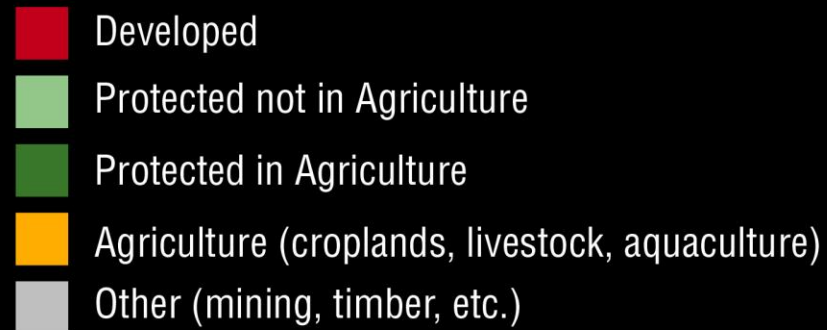 Developed
Protected not in Agriculture
Protected in Agriculture
Agriculture (croplands, livestock, aquaculture)
Other (mining, timber, etc.)